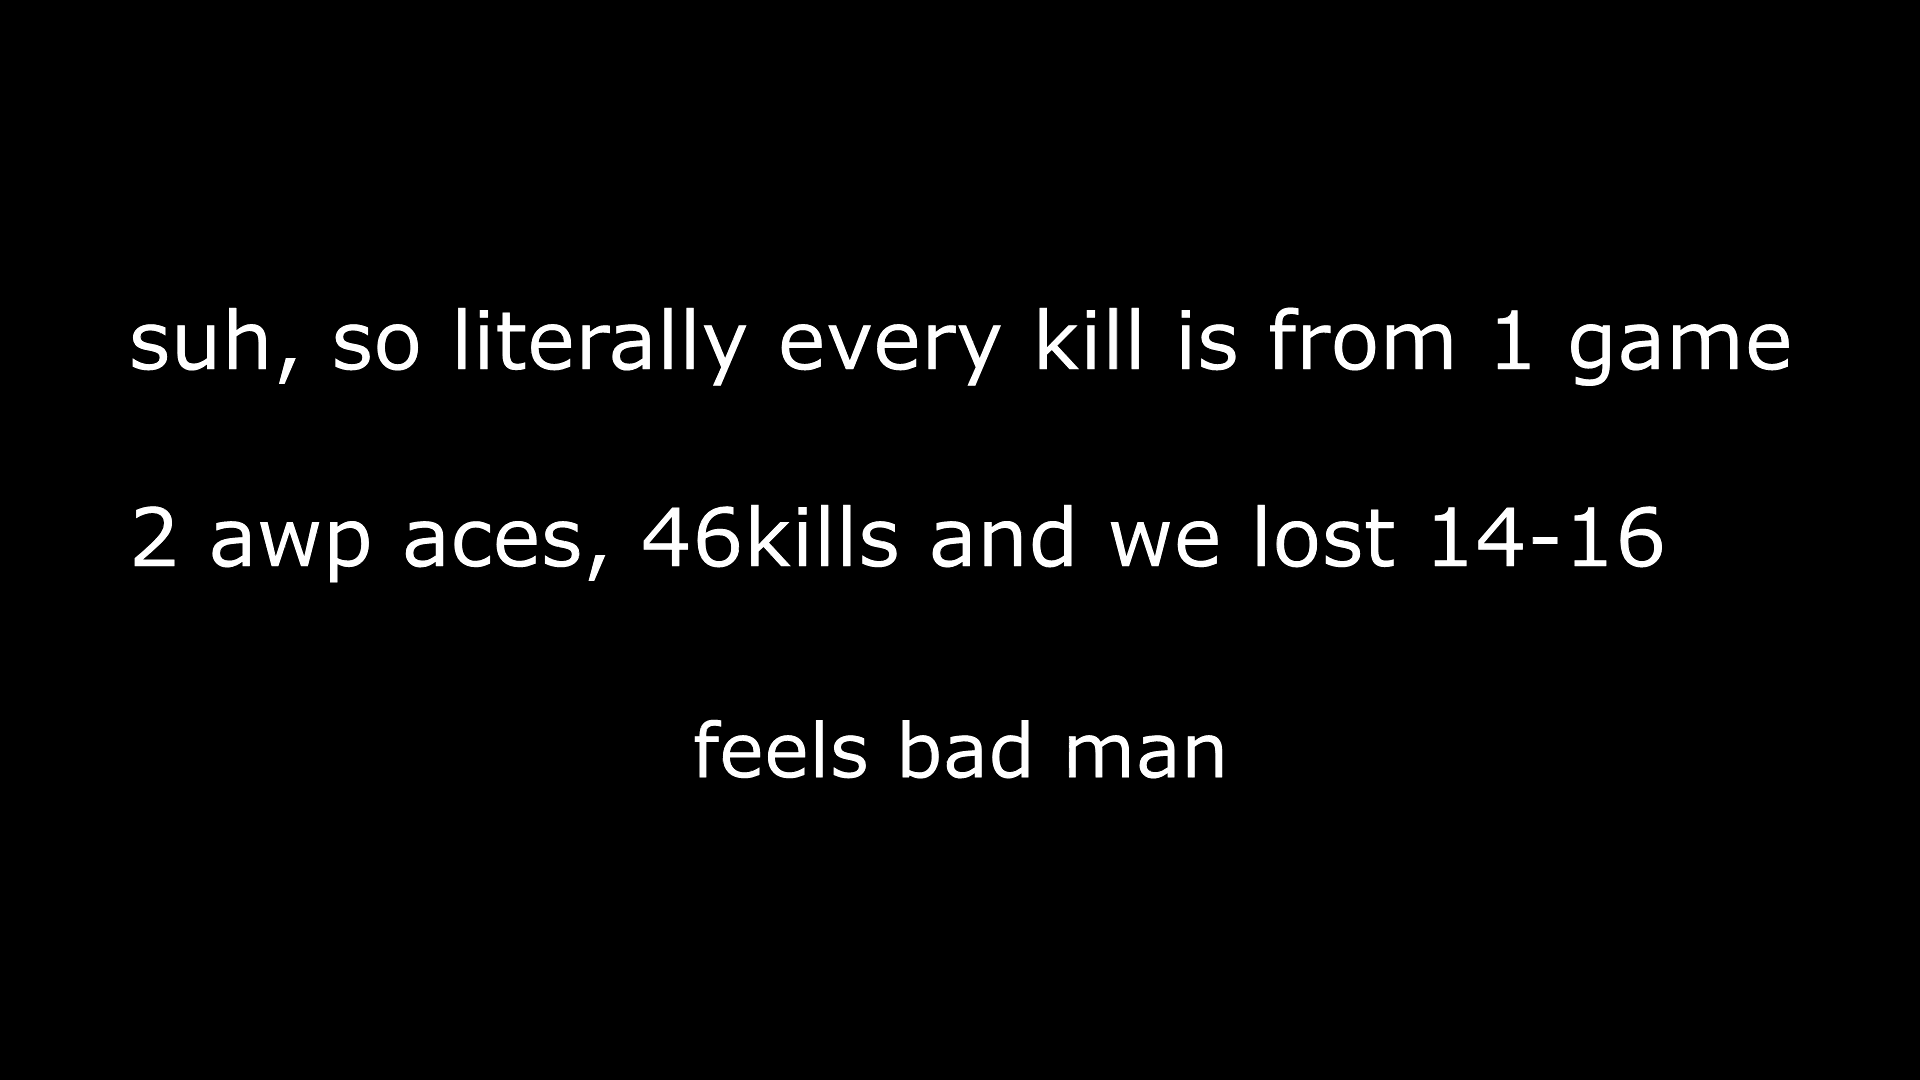 suh, so literally every kill is from 1 game
2 awp aces, 46kills and we lost 14-16
feels bad man